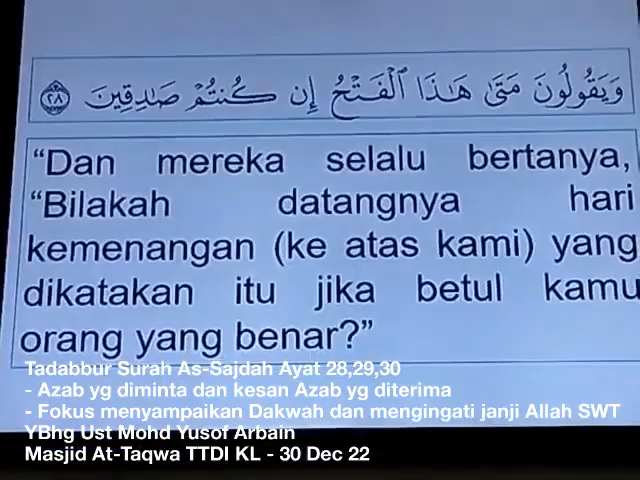 وَيَقُولُونَ مَتَىٰ هَـٰذَا ٱلْفَتْحُ إِن كُنتُمْ صَـٰدِقِينَ ٢٨
“Dan mereka selalu bertanya,
“Bilakah datangnya hari
kemenangan (ke atas kami) yang
dikatakan itu jika betul kamu
orang yang benar?”
Tadabbur Surah As-Sajdah Ayat 28,29,30
- Azab yg diminta dan kesan Azab yg diterima
- Fokus menyampaikan Dakwah dan mengingati janji Allah SWT
YBhg Ust Mohd Yusof Arbain
Masjid At-Taqwa TTDI KL - 30 Dec 22